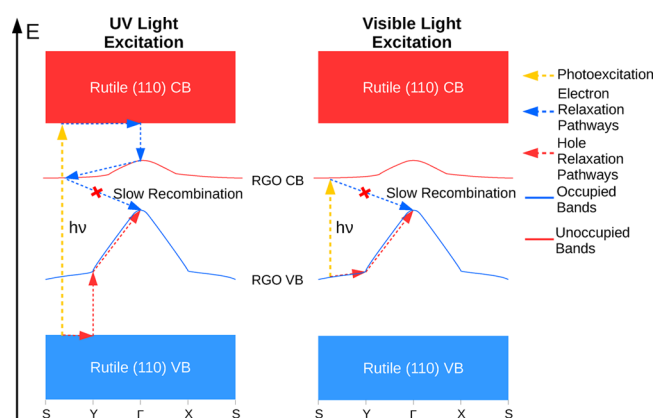 E
UV Light
Excitation
Visible Light
Excitation
Rutile (110) CB
Rutile (110) CB
Photoexcitation
Electron
Relaxation
Pathways
Hole
Relaxation
Pathways
Occupied
Bands
Unoccupied
Bands
RGO CB
Slow Recombination
Slow Recombination
hν
hν
RGO VB
Rutile (110) VB
Rutile (110) VB
S Y Γ X S
S Y Γ X S